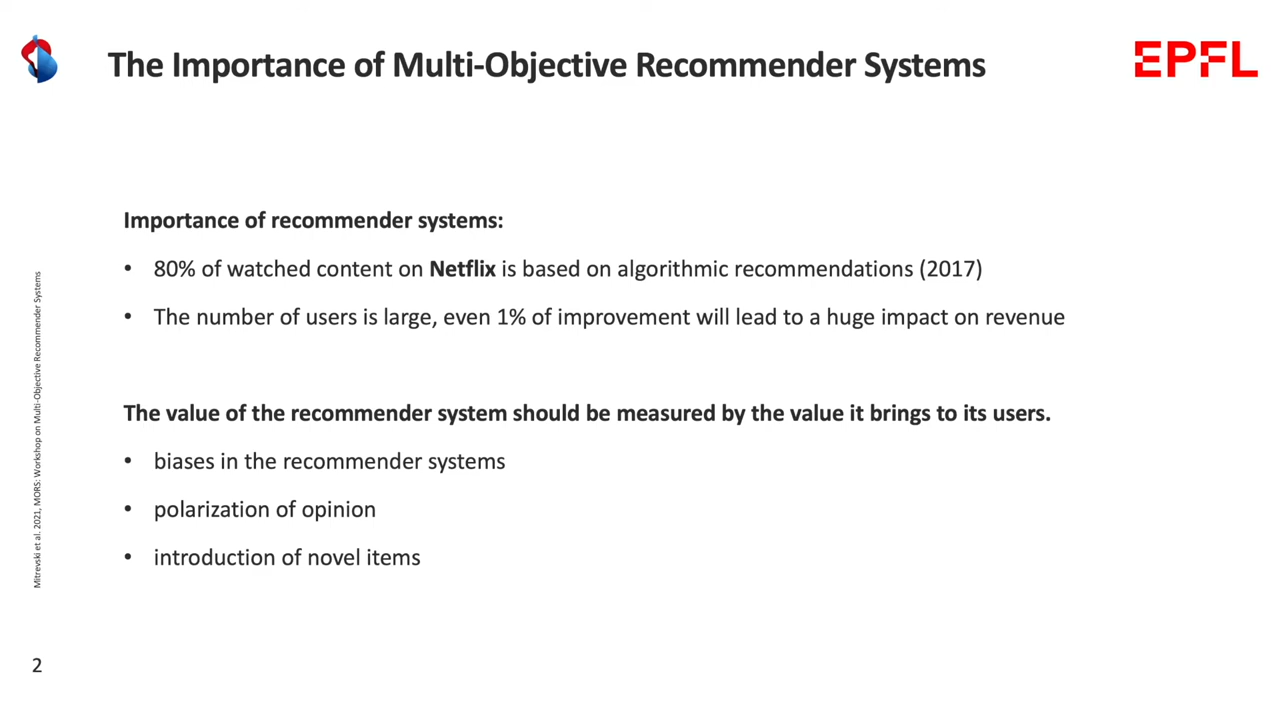 The Importance of Multi-Objective Recommender Systems
EPFL
Importance of recommender systems:
• 80% of watched content on Netflix is based on algorithmic recommendations (2017)
• The number of users is large, even 1% of improvement will lead to a huge impact on revenue
The value of the recommender system should be measured by the value it brings to its users.
• biases in the recommender systems
• polarization of opinion
• introduction of novel items
Mitrevski et al. 2021, MORS: Workshop on Multi-Objective Recommender Systems
2